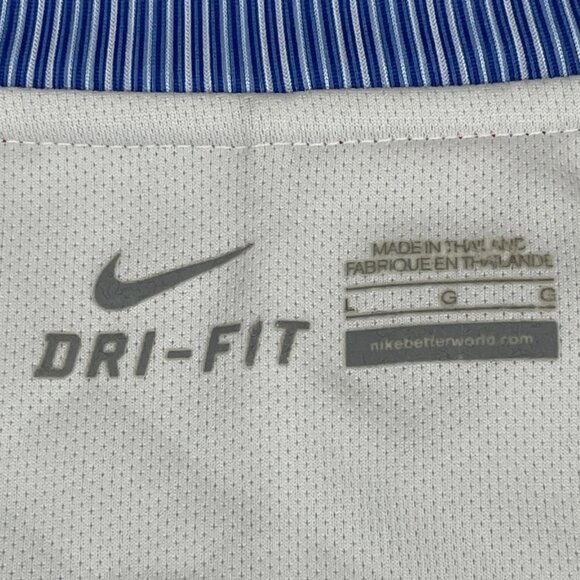 DRI-FIT
MADE IN THAILAND
FABRIQUE EN THAILANDE
L G G
nikebetterworld.com